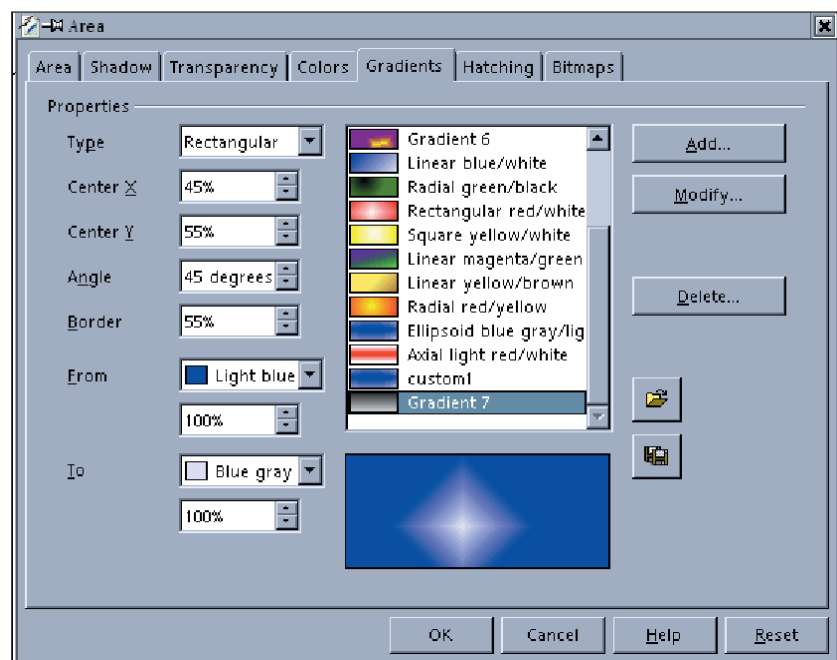 Area
Area Shadow Transparency Colors Gradients Hatching Bitmaps
Properties
Type Rectangular
Center X 45%
Center Y 55%
Angle 45 degrees
Border 55%
From Light blue
100%
To Blue gray
100%
Gradient 6
Linear blue/white
Radial green/black
Rectangular red/white
Square yellow/white
Linear magenta/green
Linear yellow/brown
Radial red/yellow
Ellipsoid blue gray/lig
Axial light red/white
custom1
Gradient 7
Add...
Modify...
Delete...
OK Cancel Help Reset